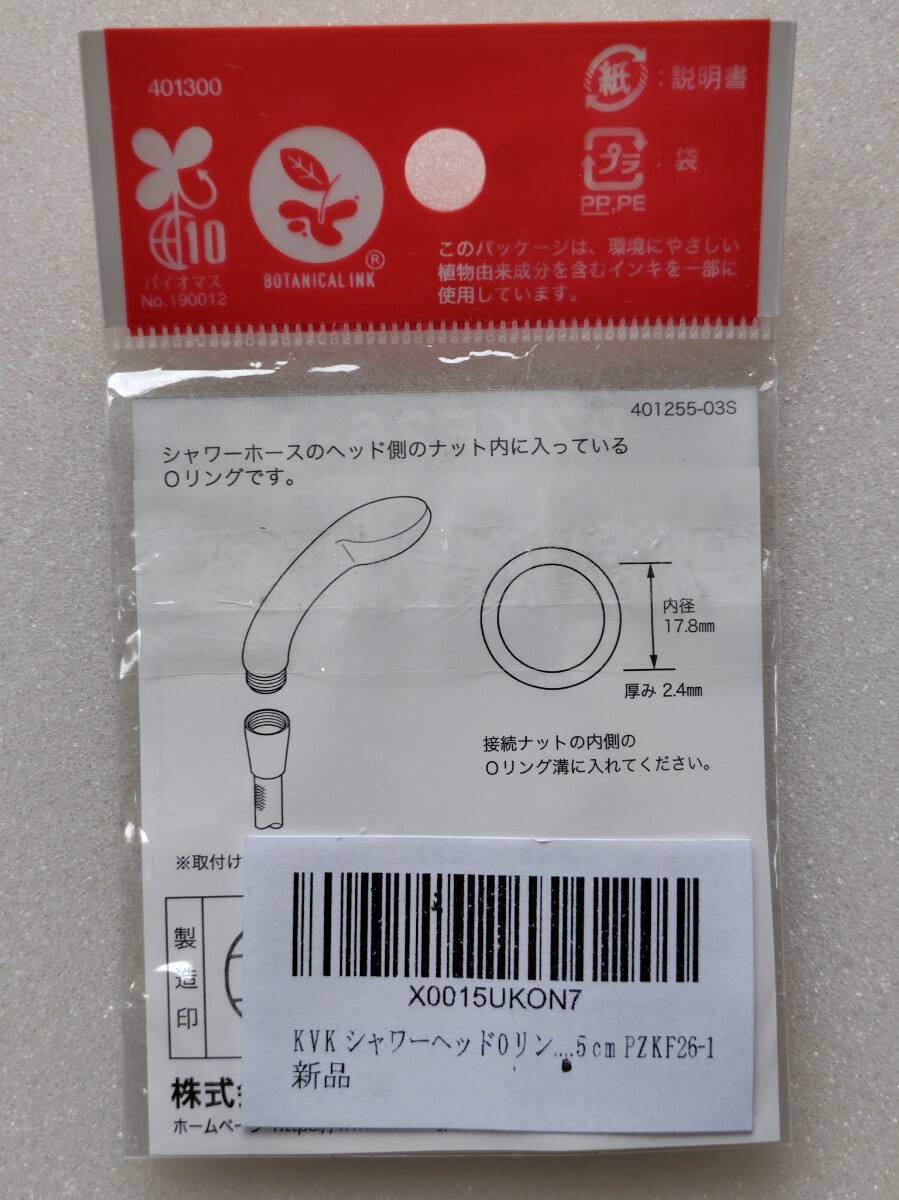 401300
紙 : 説明書
プラ : 袋
PP,PE
10
バイオマス
No.190012
BOTANICAL INK ®
このパッケージは、環境にやさしい
植物由来成分を含むインキを一部に
使用しています。
401255-03S
シャワーホースのヘッド側のナット内に入っている
Oリングです。
内径
17.8mm
厚み 2.4mm
接続ナットの内側の
Oリング溝に入れてください。
※取付け
製造印
X0015UKON7
KVK シャワーヘッドOリン....5cm PZKF26-1
新品
株式
ホームペー